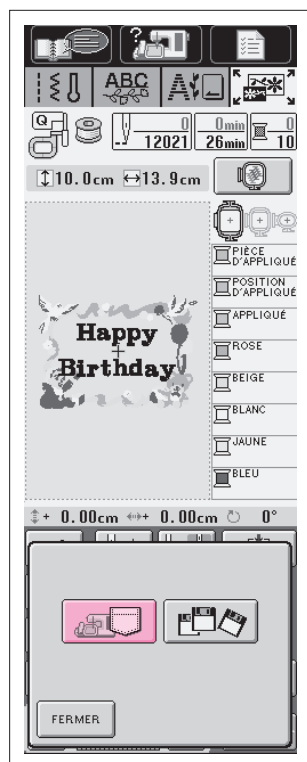 ?
ABC
A
Q
0
12021
0min
26min
0
10
10.0cm 13.9cm
PIÈCE
D'APPLIQUÉ
POSITION
D'APPLIQUÉ
APPLIQUÉ
ROSE
BEIGE
BLANC
JAUNE
BLEU
Happy
Birthday
+ 0.00cm + 0.00cm 0°
FERMER